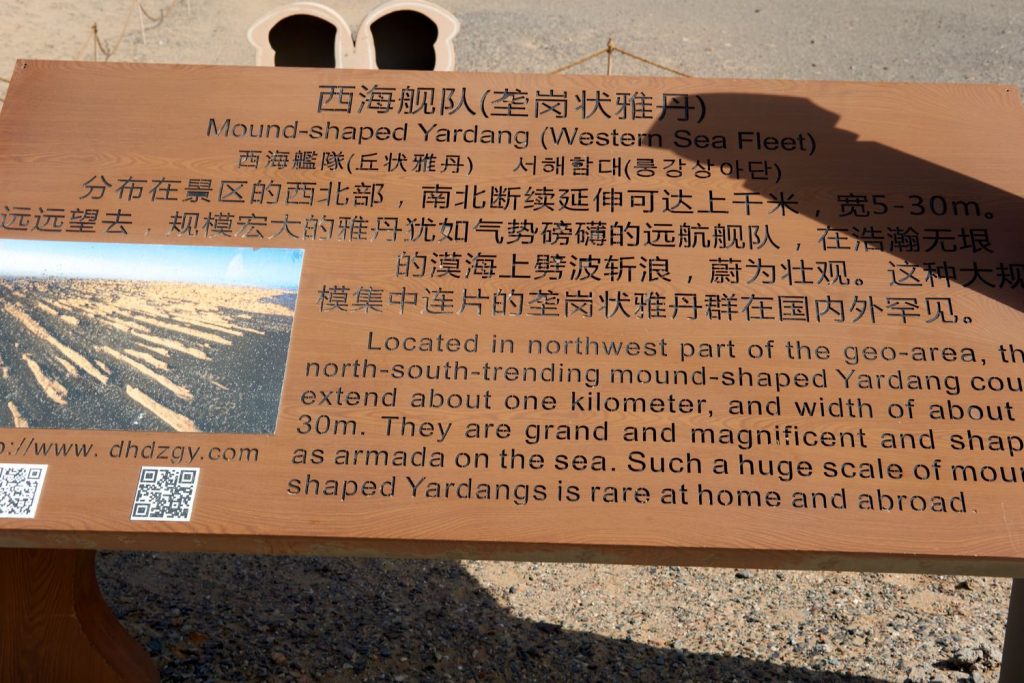 西海舰队(垄岗状雅丹)
Mound-shaped Yardang (Western Sea Fleet)
西海艦隊(丘状雅丹) 서해함대(릉강상아단)
分布在景区的西北部，南北断续延伸可达上千米，宽5-30m。
远远望去，规模宏大的雅丹犹如气势磅礴的远航舰队，在浩瀚无垠
的漠海上劈波斩浪，蔚为壮观。这种大规
模集中连片的垄岗状雅丹群在国内外罕见。
Located in northwest part of the geo-area, th
north-south-trending mound-shaped Yardang cou
extend about one kilometer, and width of about
30m. They are grand and magnificent and shap
as armada on the sea. Such a huge scale of moun
shaped Yardangs is rare at home and abroad.
p://www. dhdzgy.com